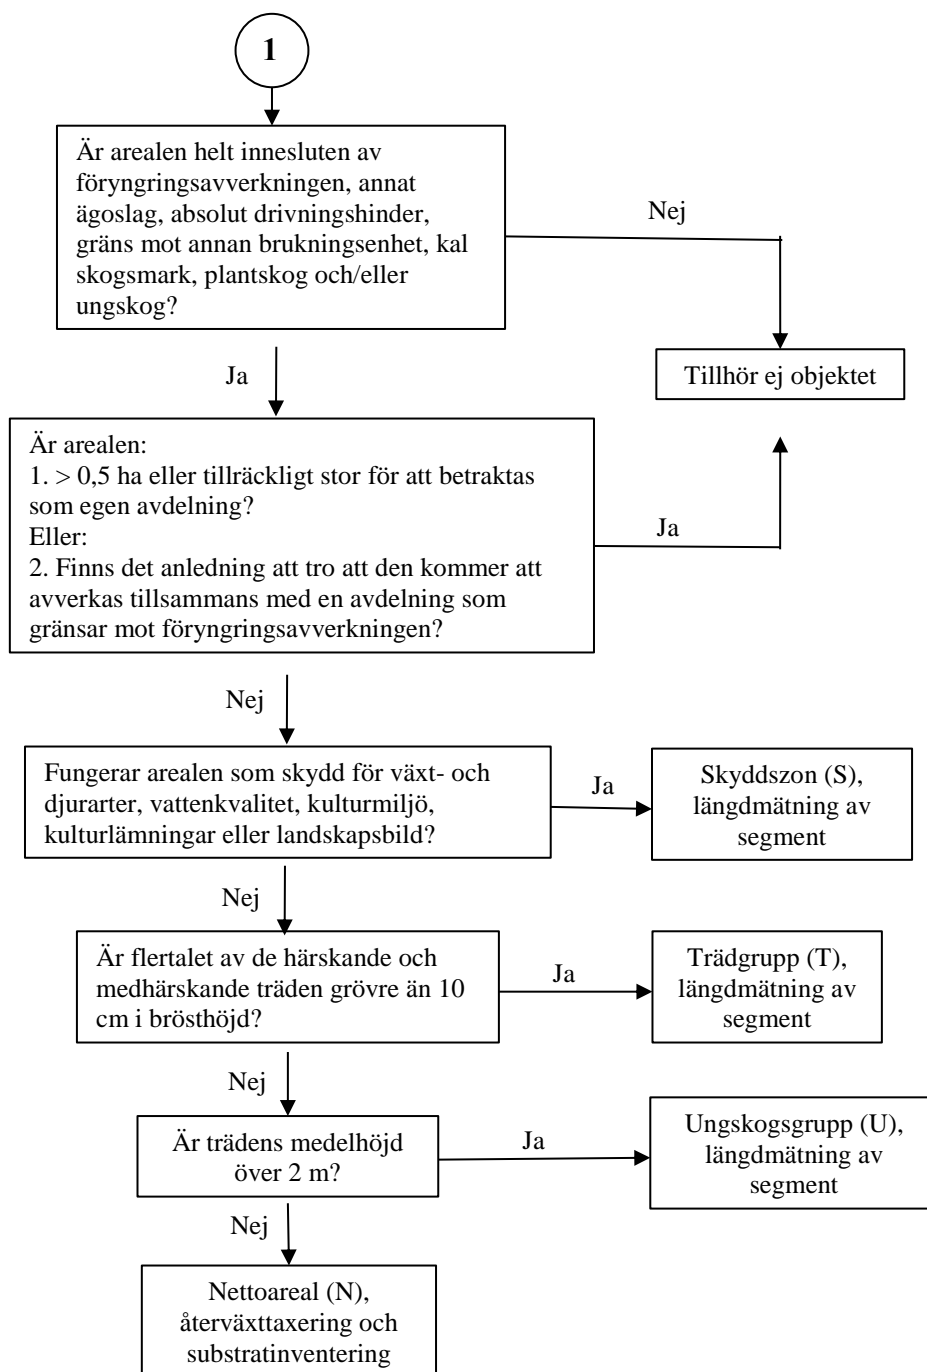 1
Är arealen helt innesluten av
föryngringsavverkningen, annat
ägoslag, absolut drivningshinder,
gräns mot annan brukningsenhet, kal
skogsmark, plantskog och/eller
ungskog?
Nej
Tillhör ej objektet
Ja
Är arealen:
1. > 0,5 ha eller tillräckligt stor för att betraktas
som egen avdelning?
Eller:
2. Finns det anledning att tro att den kommer att
avverkas tillsammans med en avdelning som
gränsar mot föryngringsavverkningen?
Ja
Nej
Fungerar arealen som skydd för växt- och
djurarter, vattenkvalitet, kulturmiljö,
kulturlämningar eller landskapsbild?
Ja
Skyddszon (S),
längdmätning av
segment
Nej
Är flertalet av de härskande och
medhärskande träden grövre än 10
cm i brösthöjd?
Ja
Trädgrupp (T),
längdmätning av
segment
Nej
Är trädens medelhöjd
över 2 m?
Ja
Ungskogsgrupp (U),
längdmätning av
segment
Nej
Nettoareal (N),
återväxttaxering och
substratinventering